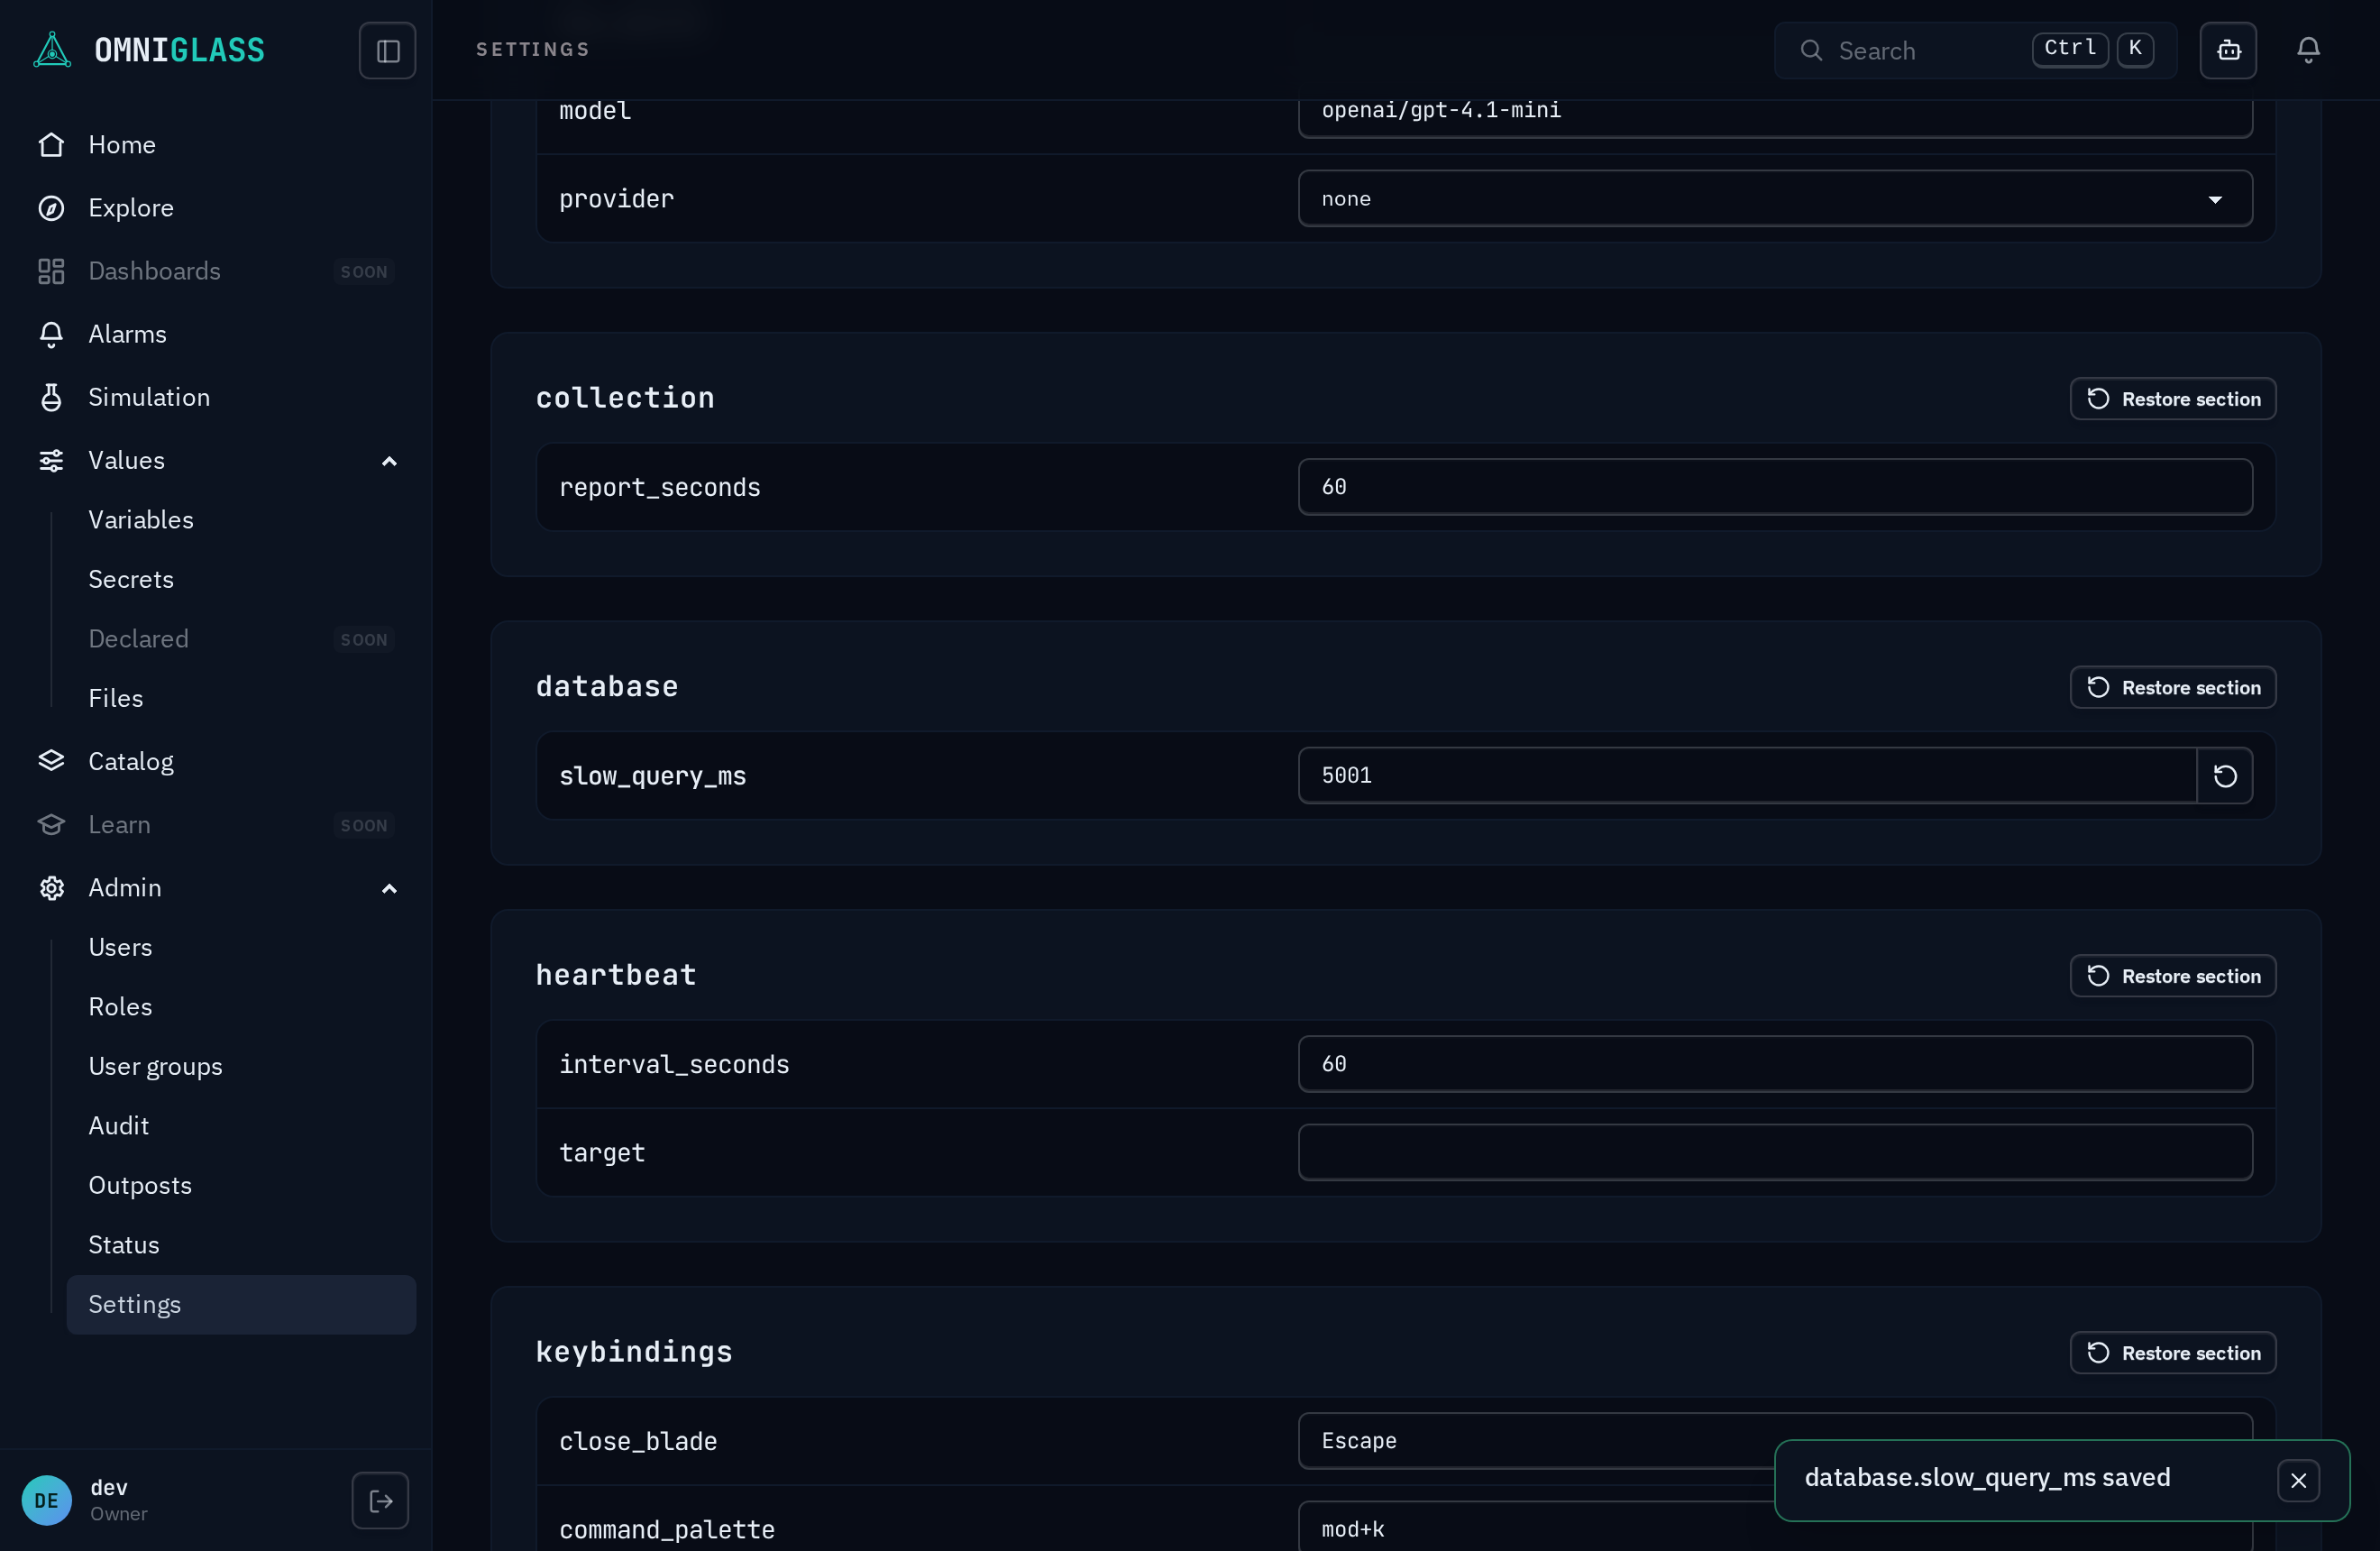 OMNIGLASS
SETTINGS
Search
Ctrl
K
Home
Explore
Dashboards
SOON
Alarms
Simulation
Values
Variables
Secrets
Declared
SOON
Files
Catalog
Learn
SOON
Admin
Users
Roles
User groups
Audit
Outposts
Status
Settings
DE
dev
Owner
model
openai/gpt-4.1-mini
provider
none
collection
Restore section
report_seconds
60
database
Restore section
slow_query_ms
5001
heartbeat
Restore section
interval_seconds
60
target
keybindings
Restore section
close_blade
Escape
command_palette
mod+k
database.slow_query_ms saved